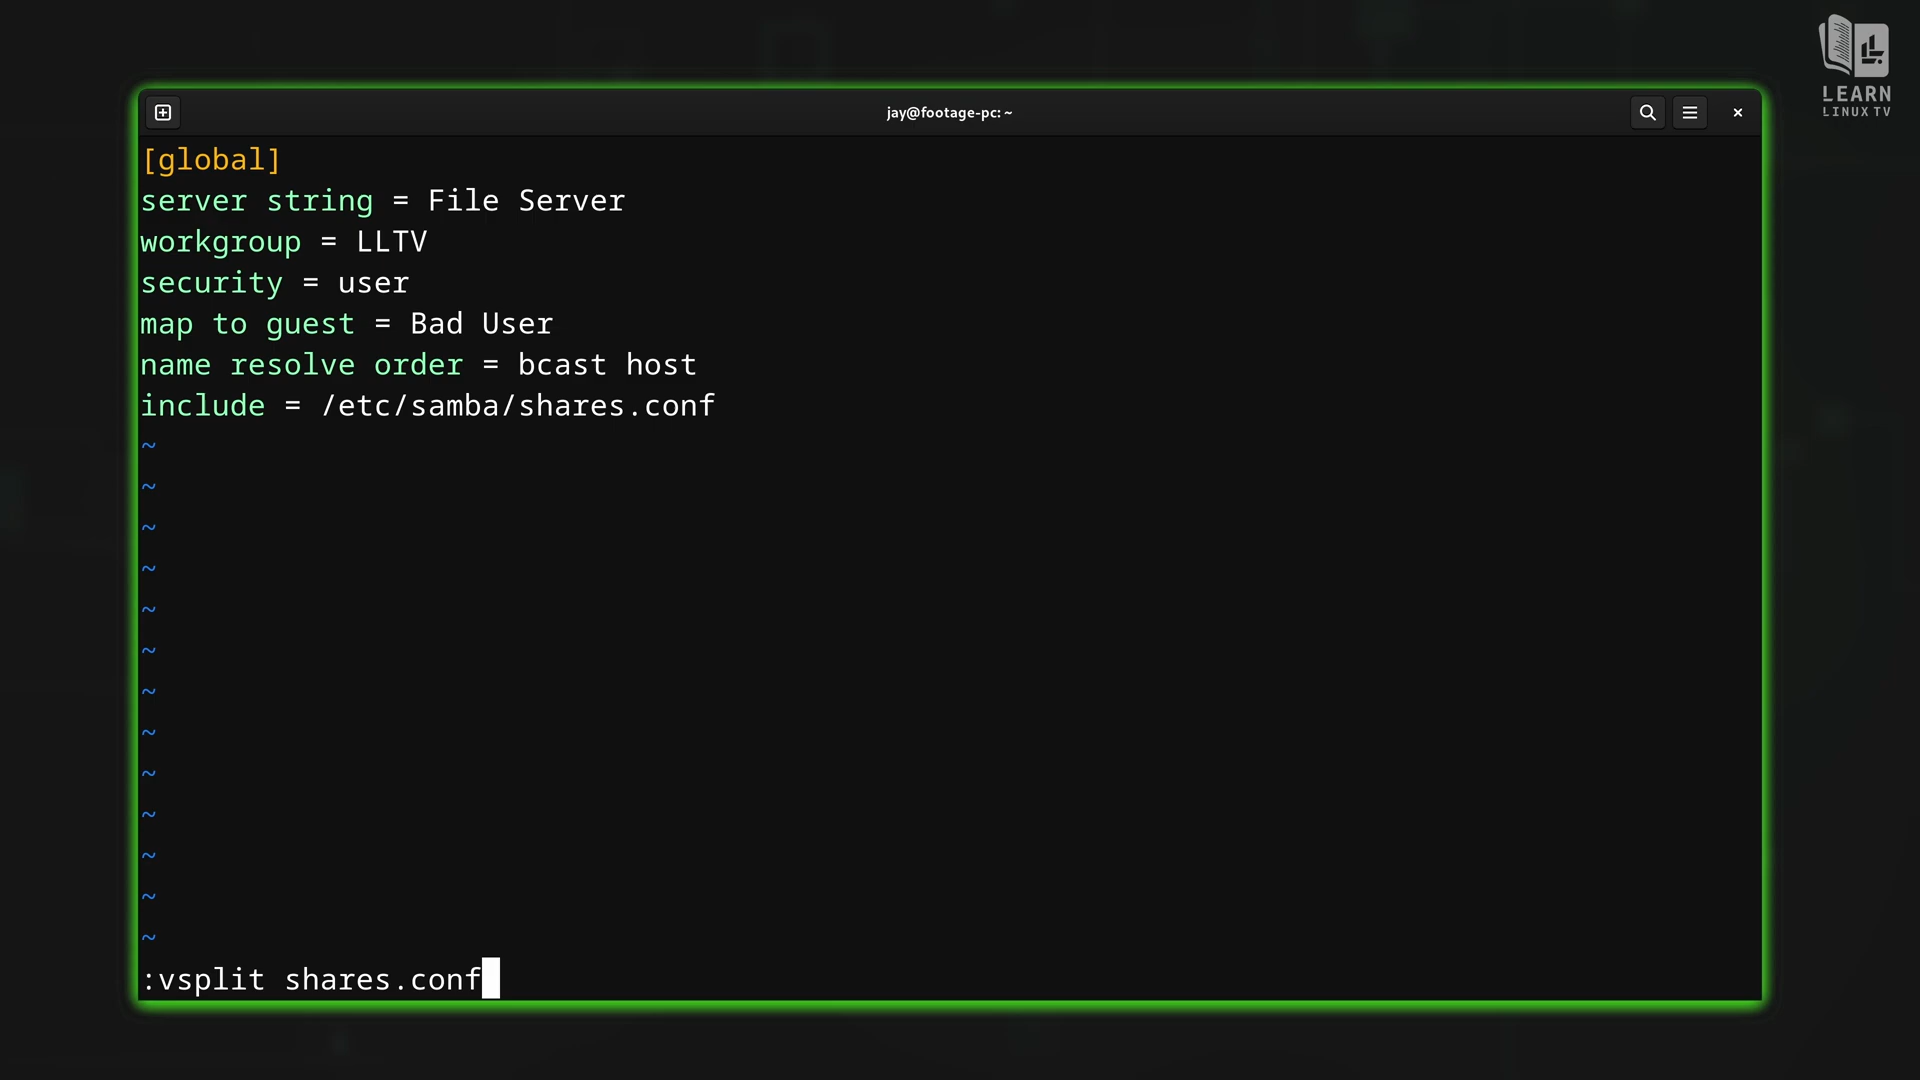 LEARN
LINUX TV
jay@footage-pc: ~
[global]
server string = File Server
workgroup = LLTV
security = user
map to guest = Bad User
name resolve order = bcast host
include = /etc/samba/shares.conf
~
~
~
~
~
~
~
~
~
~
~
~
~
:vsplit shares.conf